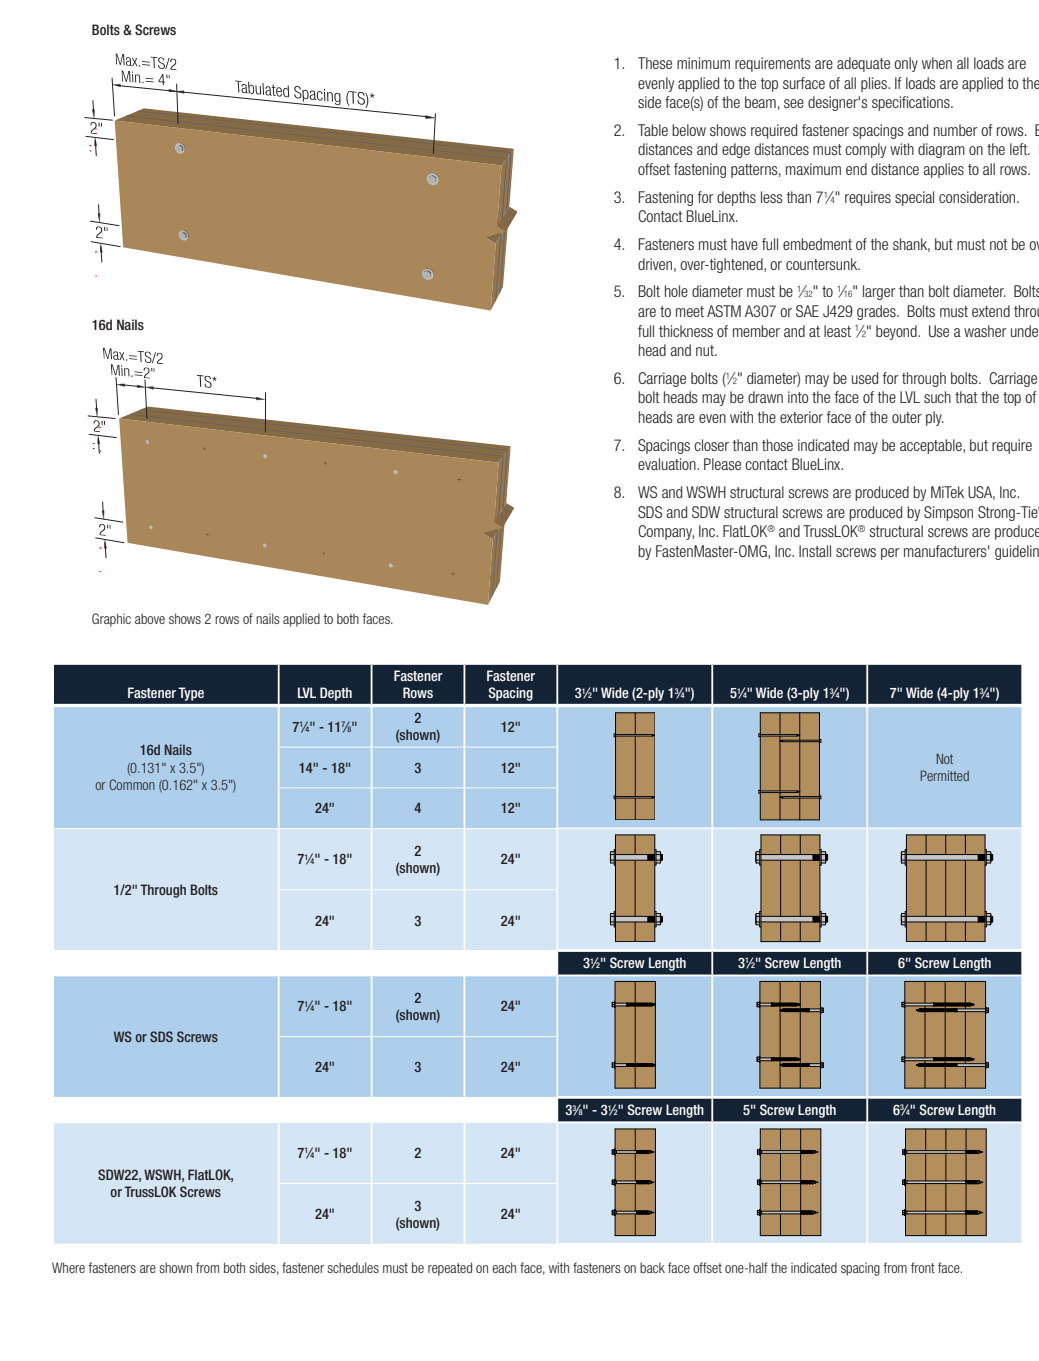 Bolts & Screws
Max.=TS/2
Min.= 4"
Tabulated Spacing (TS)*
2"
2"
16d Nails
Max.=TS/2
Min.=2"
TS*
2"
2"
Graphic above shows 2 rows of nails applied to both faces.
1. These minimum requirements are adequate only when all loads are
evenly applied to the top surface of all plies. If loads are applied to the
side face(s) of the beam, see designer's specifications.
2. Table below shows required fastener spacings and number of rows.
distances and edge distances must comply with diagram on the left.
offset fastening patterns, maximum end distance applies to all rows.
3. Fastening for depths less than 7¼" requires special consideration.
Contact BlueLinx.
4. Fasteners must have full embedment of the shank, but must not be
driven, over-tightened, or countersunk.
5. Bolt hole diameter must be 1/32" to 1/16" larger than bolt diameter. Bolts
are to meet ASTM A307 or SAE J429 grades. Bolts must extend
full thickness of member and at least ½" beyond. Use a washer
head and nut.
6. Carriage bolts (½" diameter) may be used for through bolts. Carriage
bolt heads may be drawn into the face of the LVL such that the top of
heads are even with the exterior face of the outer ply.
7. Spacings closer than those indicated may be acceptable, but require
evaluation. Please contact BlueLinx.
8. WS and WSWH structural screws are produced by MiTek USA, Inc.
SDS and SDW structural screws are produced by Simpson Strong-Tie
Company, Inc. FlatLOK® and TrussLOK® structural screws are
by FastenMaster-OMG, Inc. Install screws per manufacturers'
Fastener Type LVL Depth Fastener Rows Fastener Spacing 3½" Wide (2-ply 1¾") 5¼" Wide (3-ply 1¾") 7" Wide (4-ply 1¾")
16d Nails
(0.131" x 3.5")
or Common (0.162" x 3.5")
7¼" - 11⅞" 2 (shown) 12"
14" - 18" 3 12"
24" 4 12"
Not
Permitted
1/2" Through Bolts
7¼" - 18" 2 (shown) 24"
24" 3 24"
3½" Screw Length 3½" Screw Length 6" Screw Length
WS or SDS Screws
7¼" - 18" 2 (shown) 24"
24" 3 24"
3⅜" - 3½" Screw Length 5" Screw Length 6¾" Screw Length
SDW22, WSWH, FlatLOK,
or TrussLOK Screws
7¼" - 18" 2 24"
24" 3 (shown) 24"
Where fasteners are shown from both sides, fastener schedules must be repeated on each face, with fasteners on back face offset one-half the indicated spacing from front face.